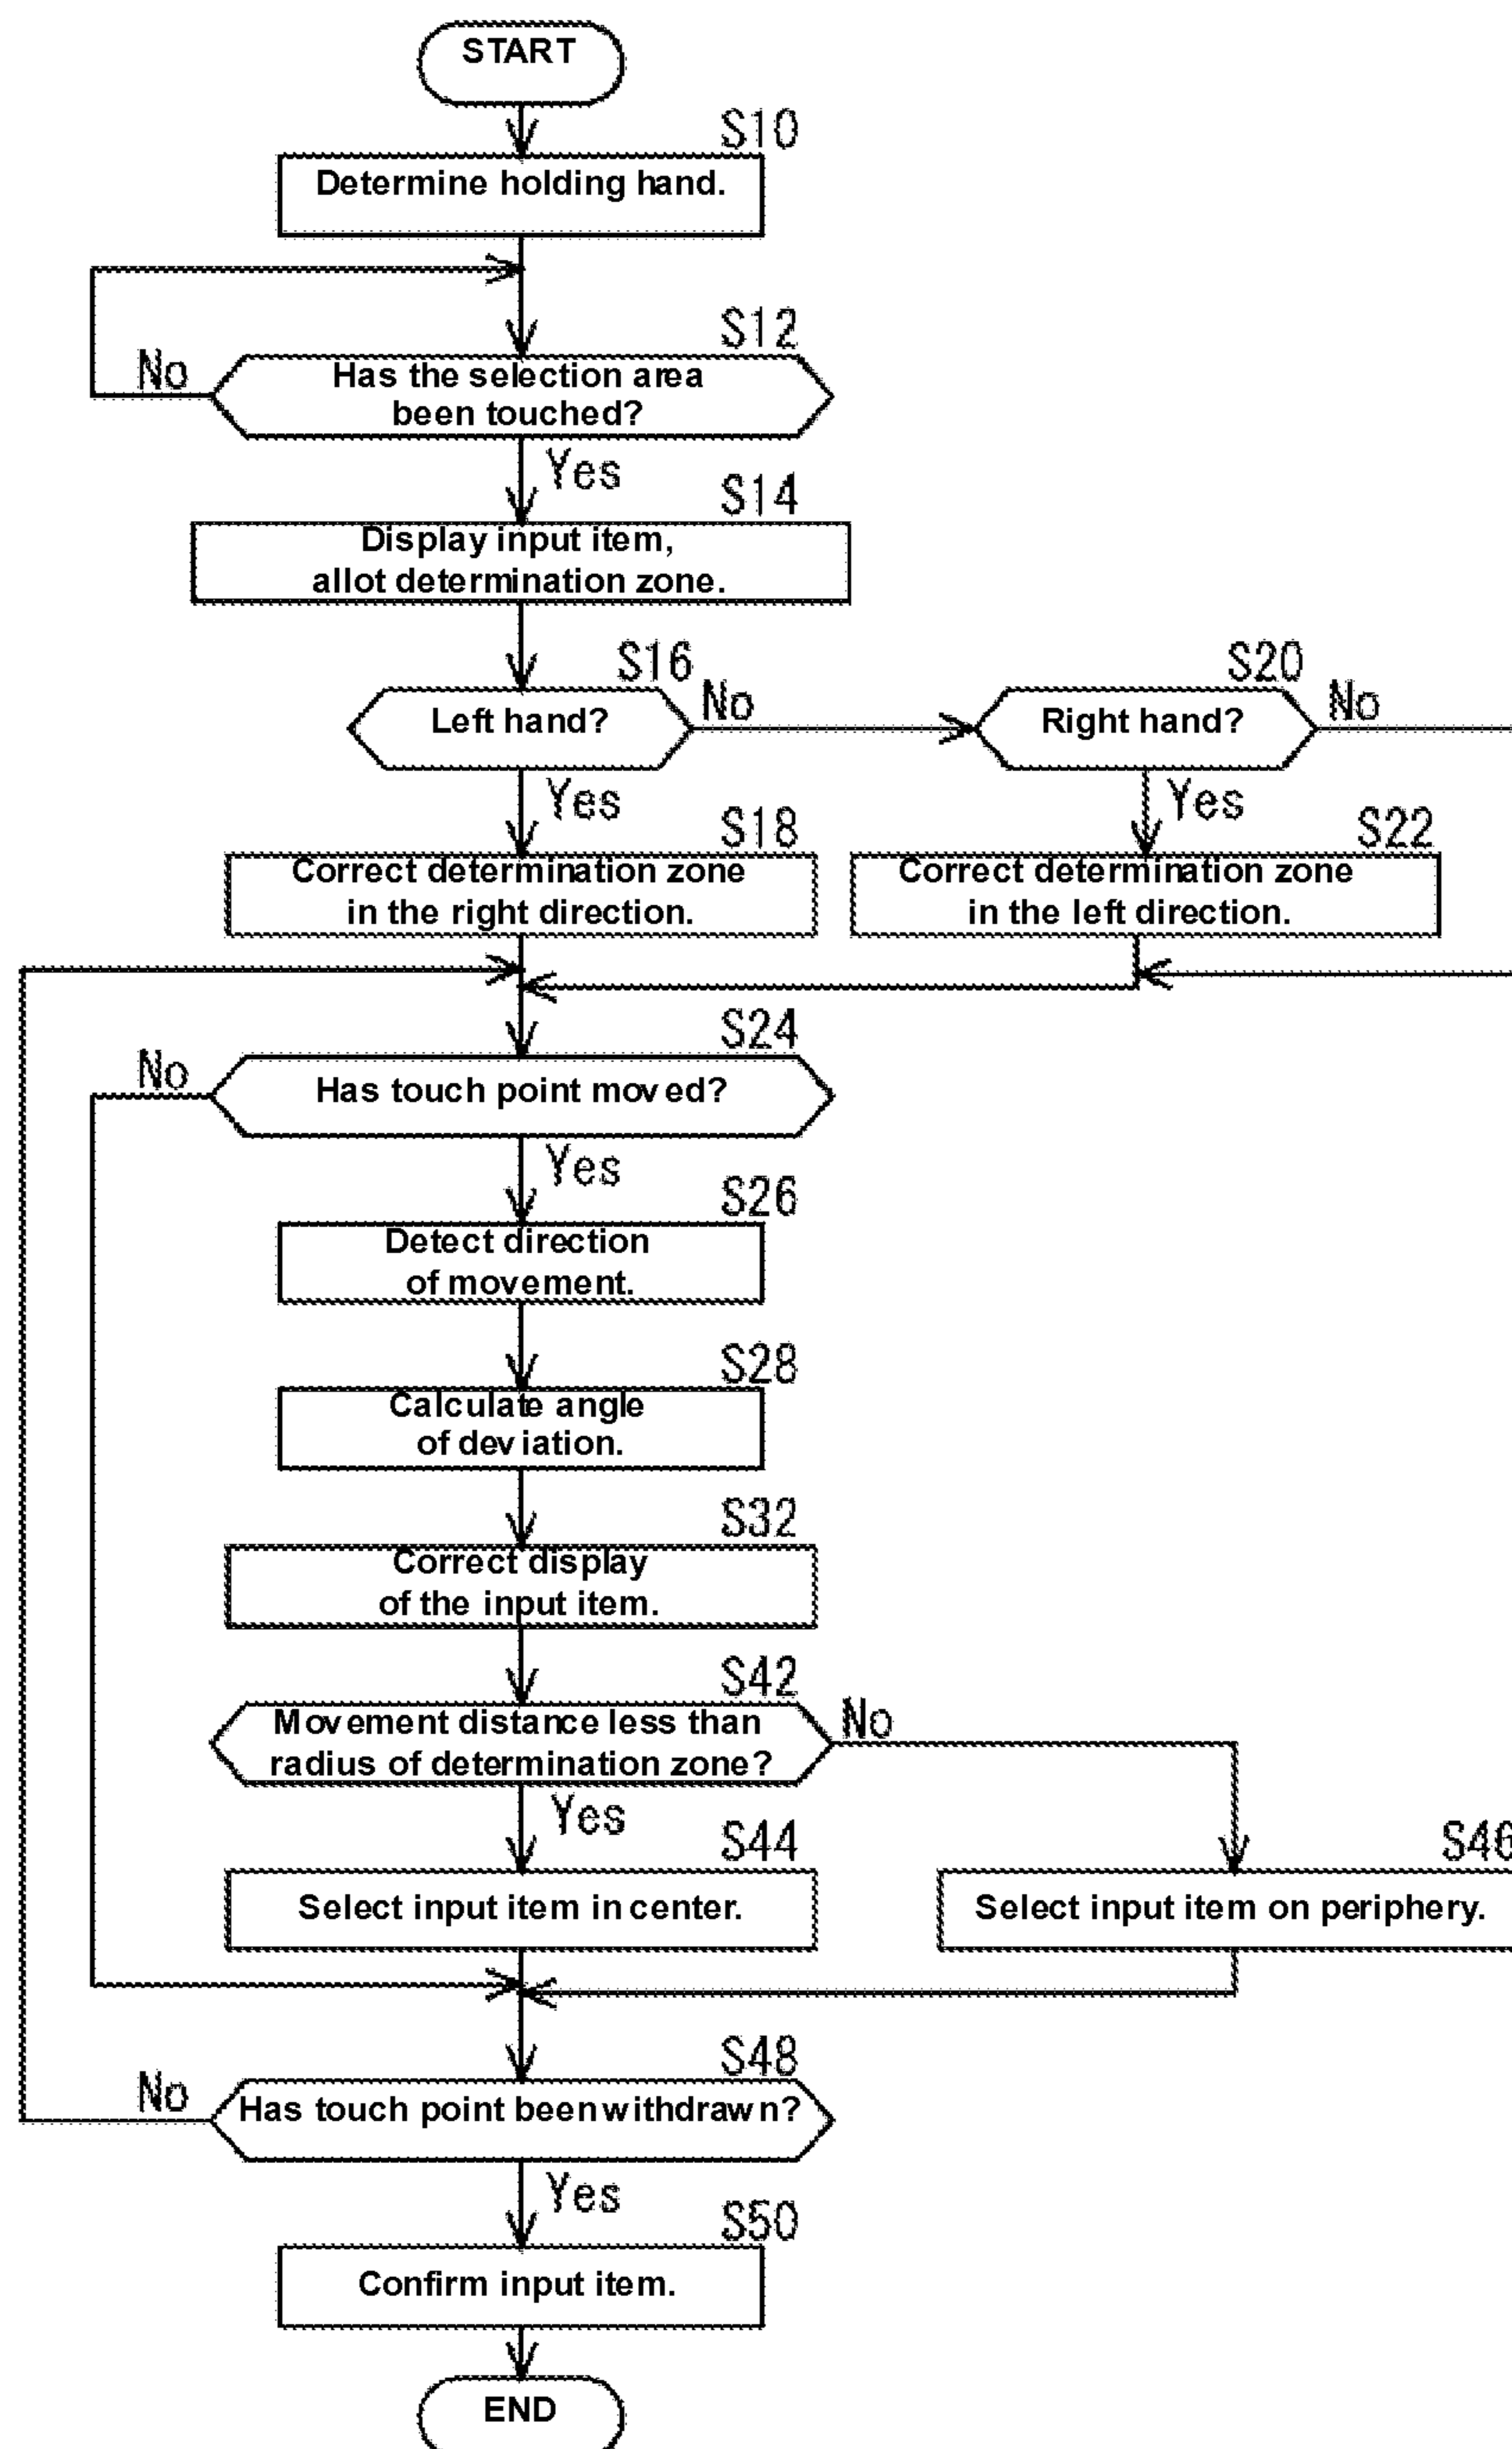 START
S10
Determine holding hand.
S12
No
Has the selection area
been touched?
Yes
S14
Display input item,
allot determination zone.
S16
S20
Left hand?
No
Right hand?
No
Yes
Yes
S18
S22
Correct determination zone
in the right direction.
Correct determination zone
in the left direction.
S24
No
Has touch point moved?
Yes
S26
Detect direction
of movement.
S28
Calculate angle
of deviation.
S32
Correct display
of the input item.
S42
No
Movement distance less than
radius of determination zone?
Yes
S44
S46
Select input item in center.
Select input item on periphery.
S48
No
Has touch point been withdrawn?
Yes
S50
Confirm input item.
END